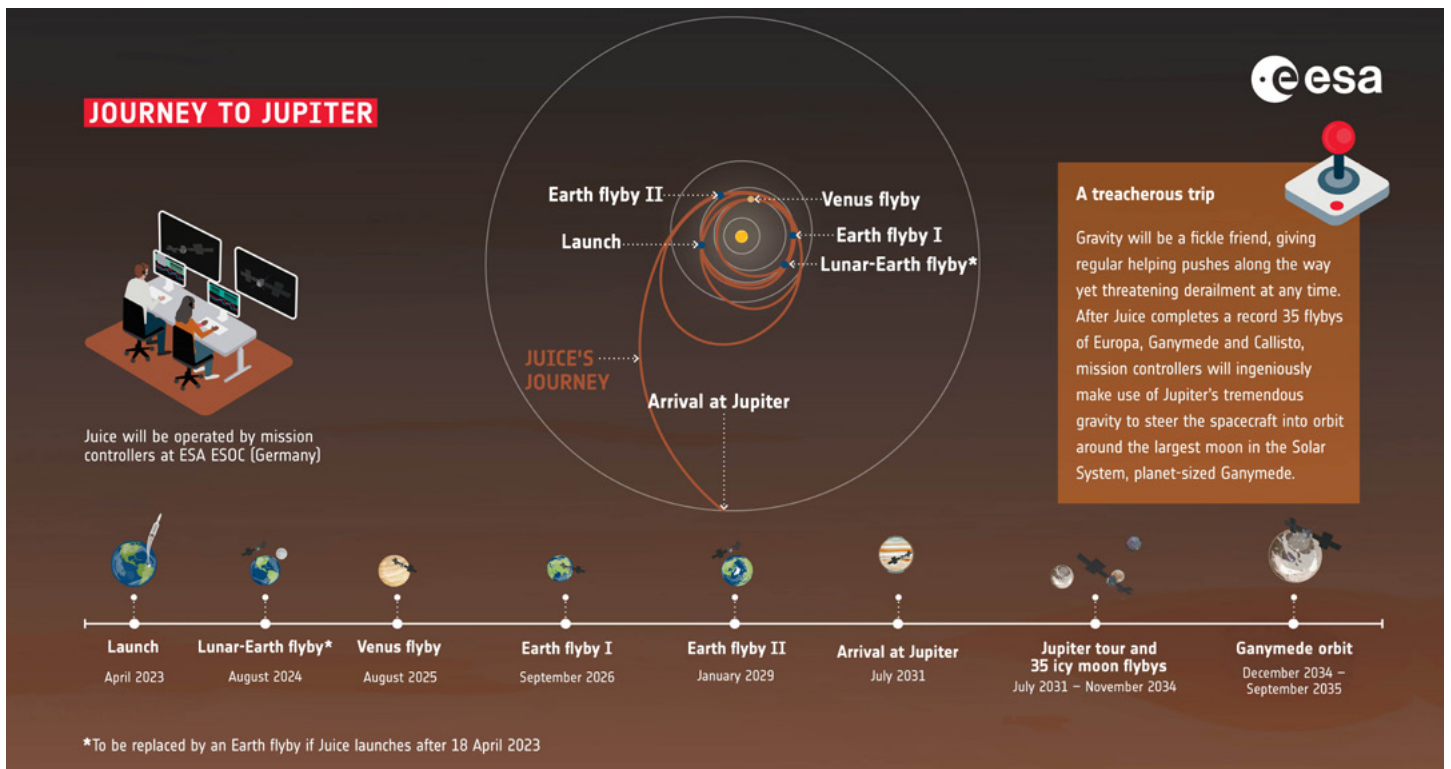 esa
JOURNEY TO JUPITER
Earth flyby II
Venus flyby
Launch
Earth flyby I
Lunar-Earth flyby*
JUICE'S
JOURNEY
Arrival at Jupiter
Juice will be operated by mission
controllers at ESA ESOC (Germany)
A treacherous trip
Gravity will be a fickle friend, giving
regular helping pushes along the way
yet threatening derailment at any time.
After Juice completes a record 35 flybys
of Europa, Ganymede and Callisto,
mission controllers will ingeniously
make use of Jupiter's tremendous
gravity to steer the spacecraft into orbit
around the largest moon in the Solar
System, planet-sized Ganymede.
Launch
April 2023
Lunar-Earth flyby*
August 2024
Venus flyby
August 2025
Earth flyby I
September 2026
Earth flyby II
January 2029
Arrival at Jupiter
July 2031
Jupiter tour and
35 icy moon flybys
July 2031 – November 2034
Ganymede orbit
December 2034 –
September 2035
*To be replaced by an Earth flyby if Juice launches after 18 April 2023